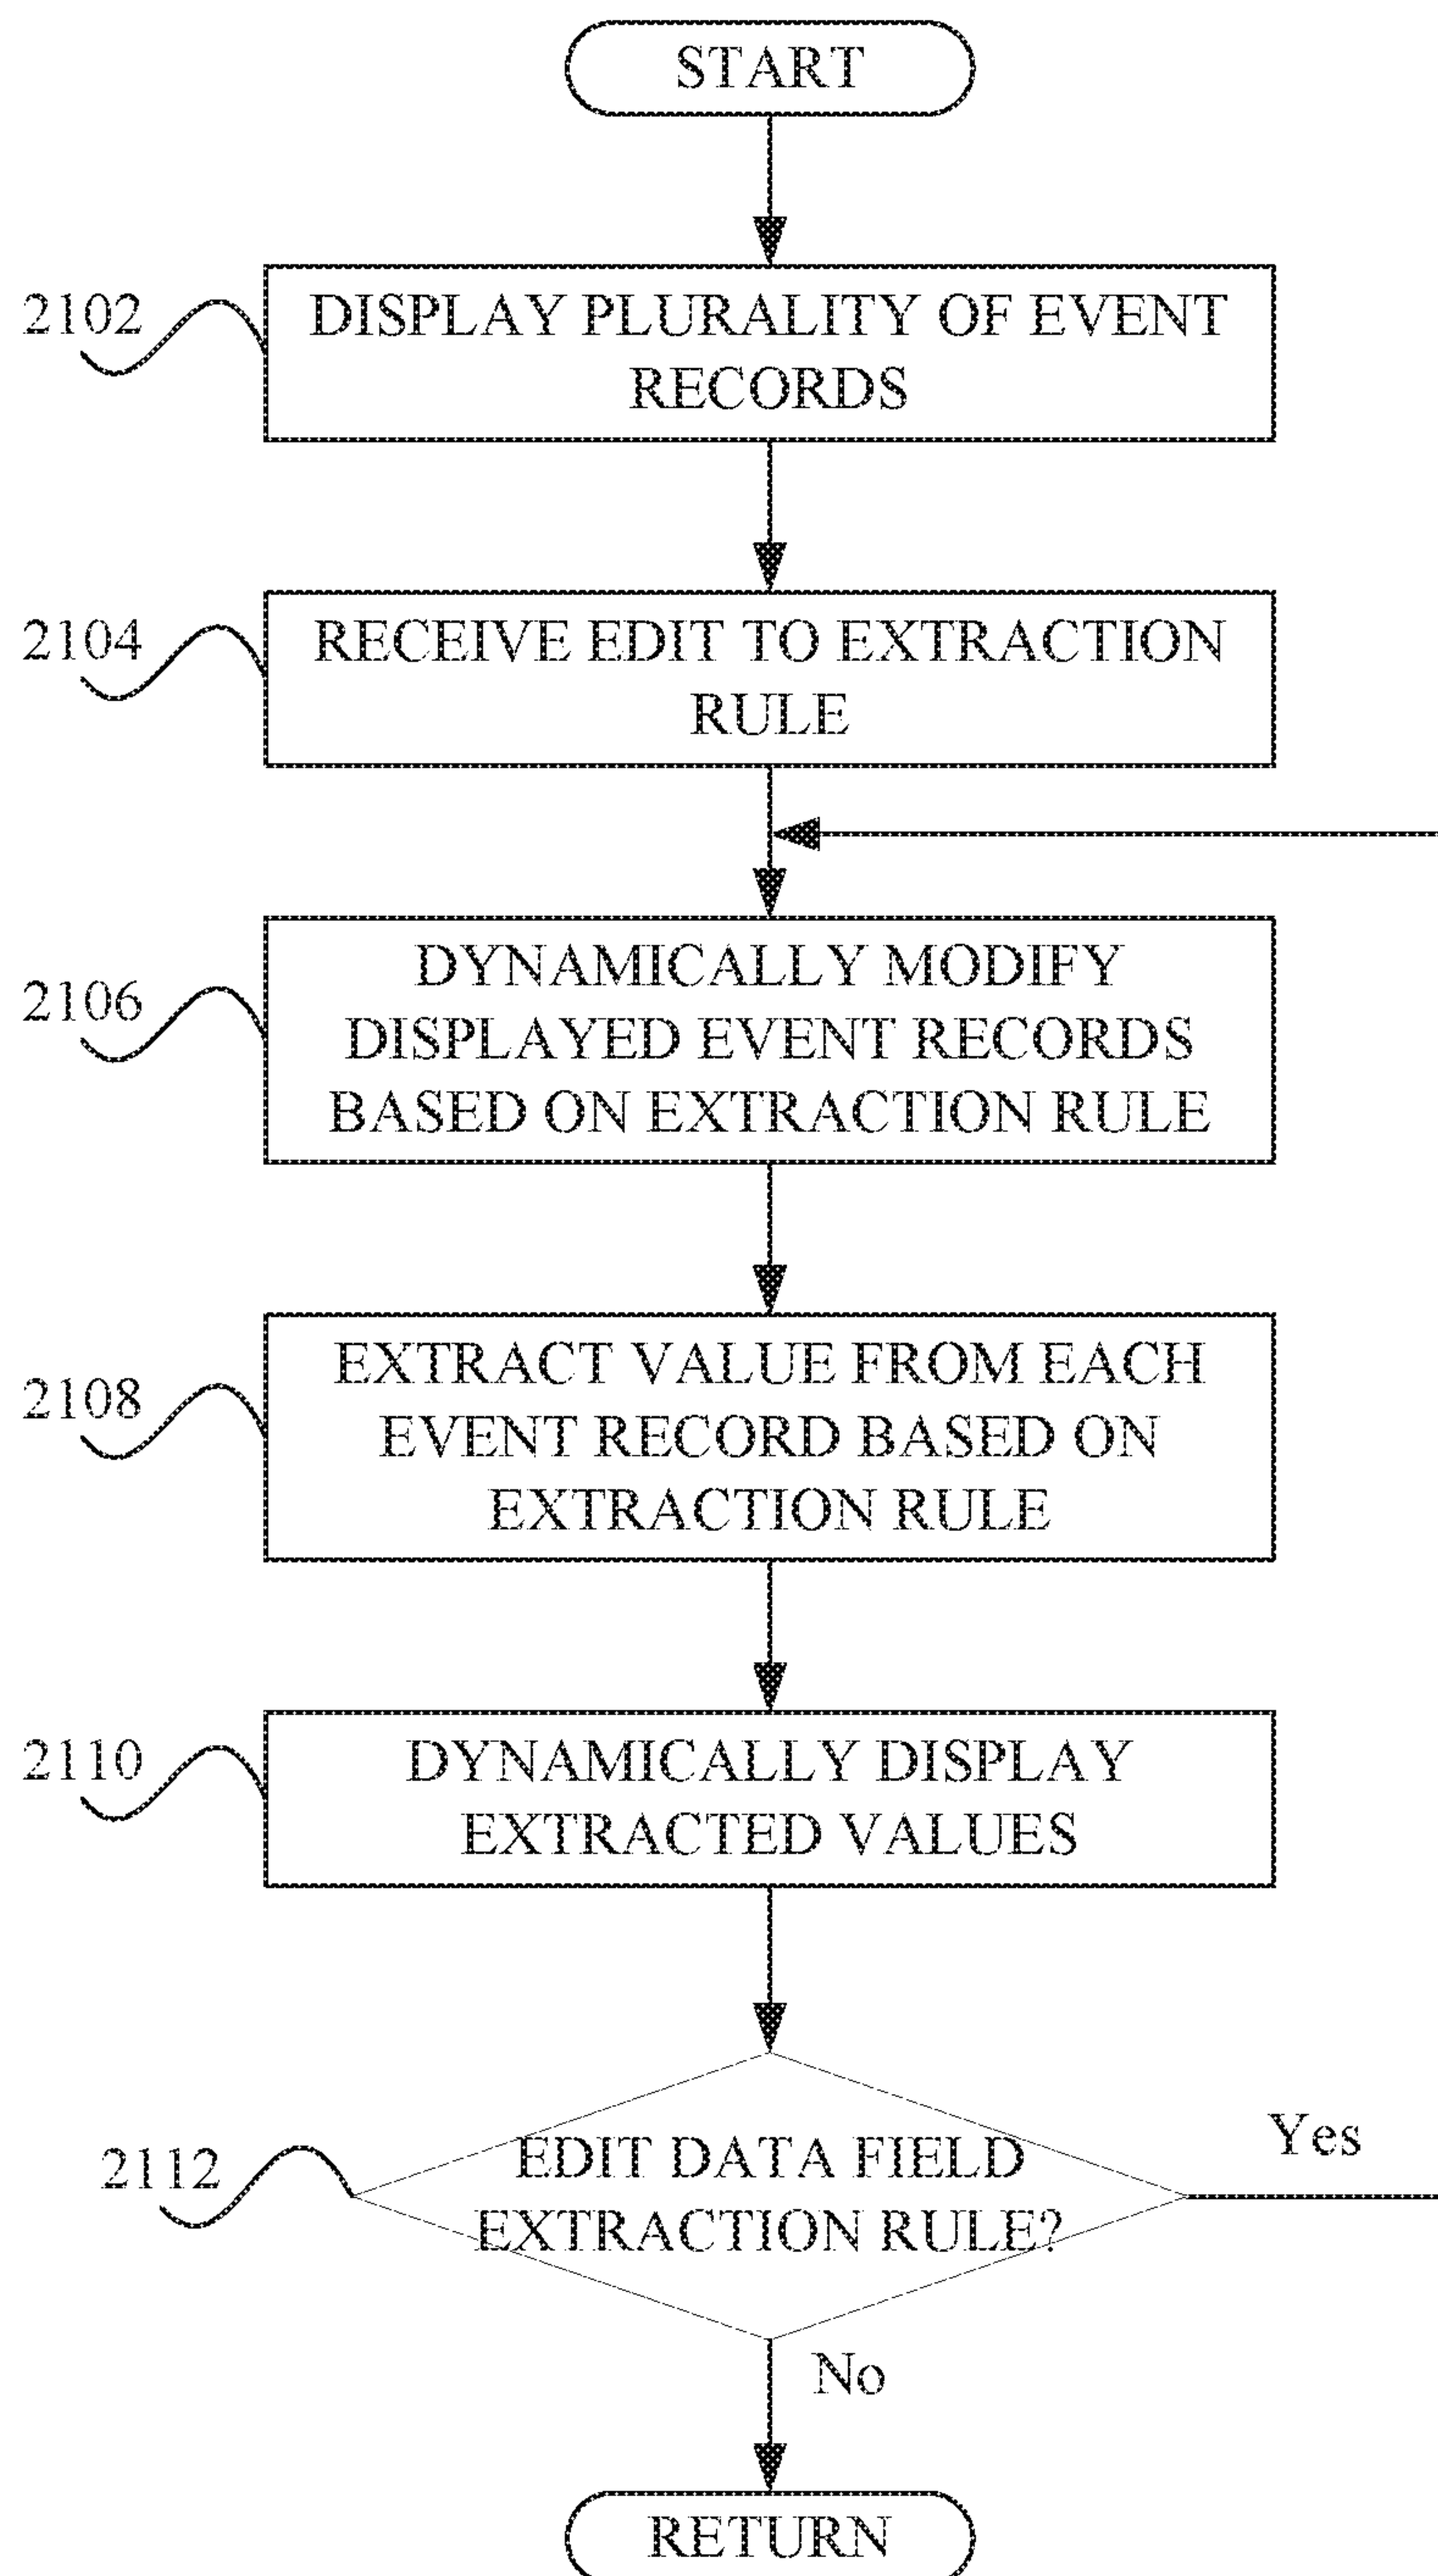 START
2102
DISPLAY PLURALITY OF EVENT
RECORDS
2104
RECEIVE EDIT TO EXTRACTION
RULE
2106
DYNAMICALLY MODIFY
DISPLAYED EVENT RECORDS
BASED ON EXTRACTION RULE
2108
EXTRACT VALUE FROM EACH
EVENT RECORD BASED ON
EXTRACTION RULE
2110
DYNAMICALLY DISPLAY
EXTRACTED VALUES
2112
EDIT DATA FIELD
EXTRACTION RULE?
Yes
No
RETURN